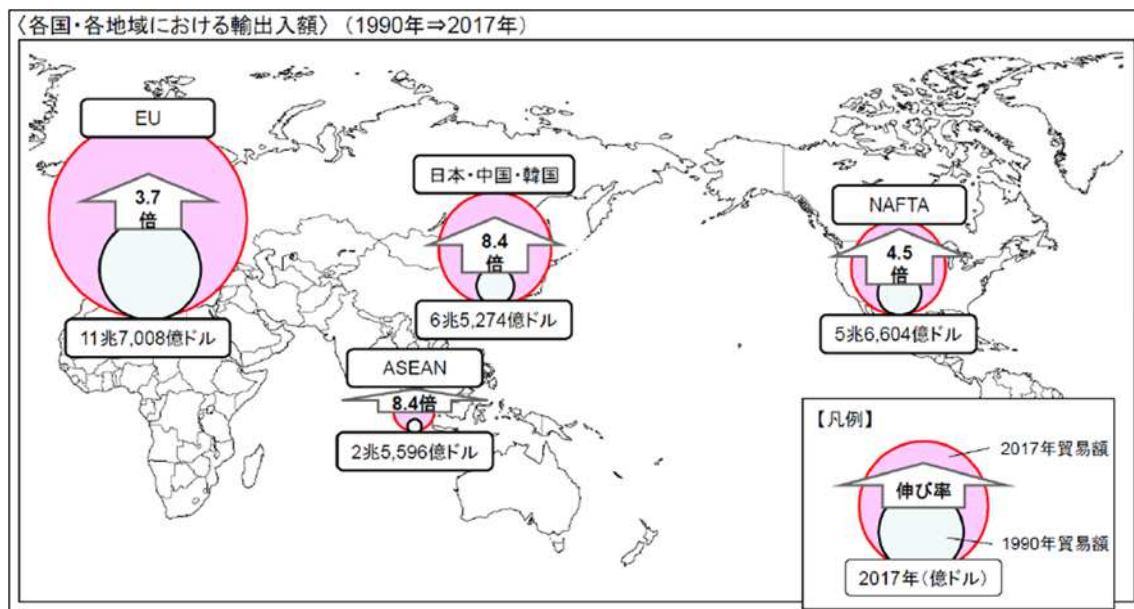 〈各国・各地域における輸出入額〉 (1990年⇒2017年)
EU
3.7
倍
11兆7,008億ドル
日本・中国・韓国
8.4
倍
6兆5,274億ドル
ASEAN
8.4倍
2兆5,596億ドル
NAFTA
4.5
倍
5兆6,604億ドル
【凡例】
2017年貿易額
伸び率
1990年貿易額
2017年(億ドル)